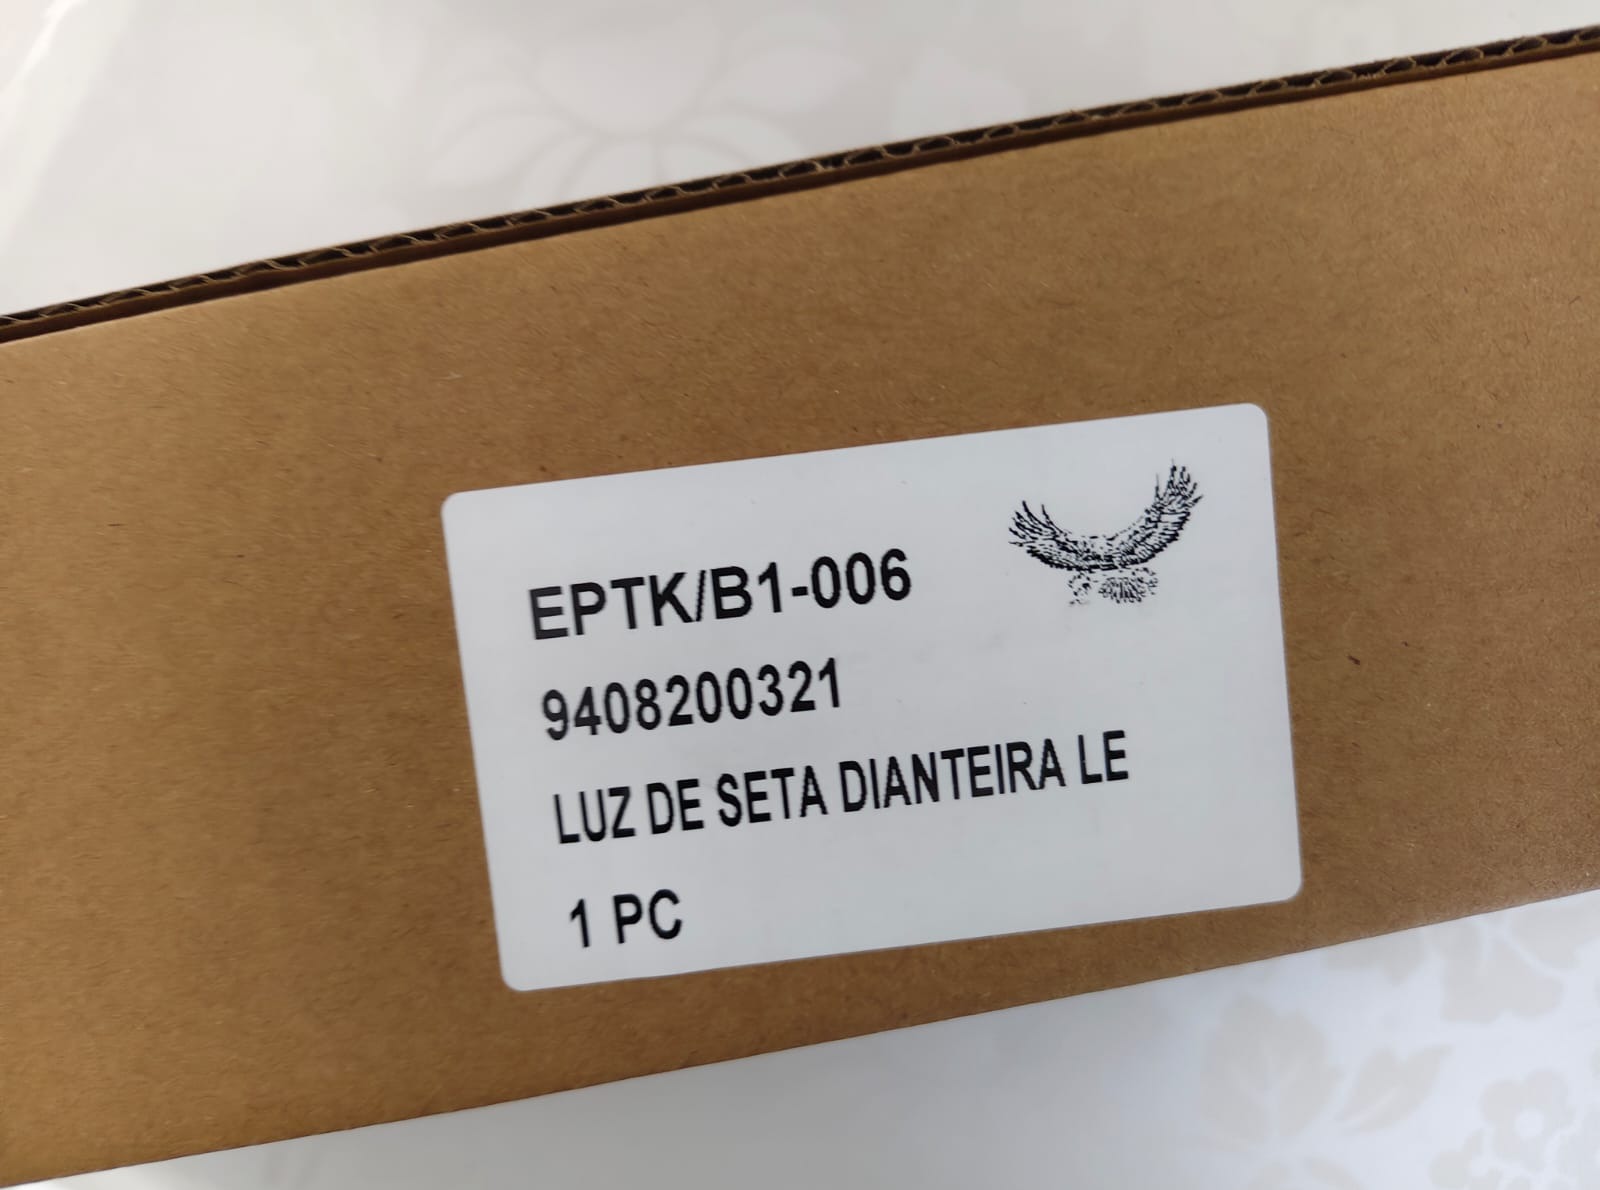 EPTK/B1-006
9408200321
LUZ DE SETA DIANTEIRA LE
1 PC